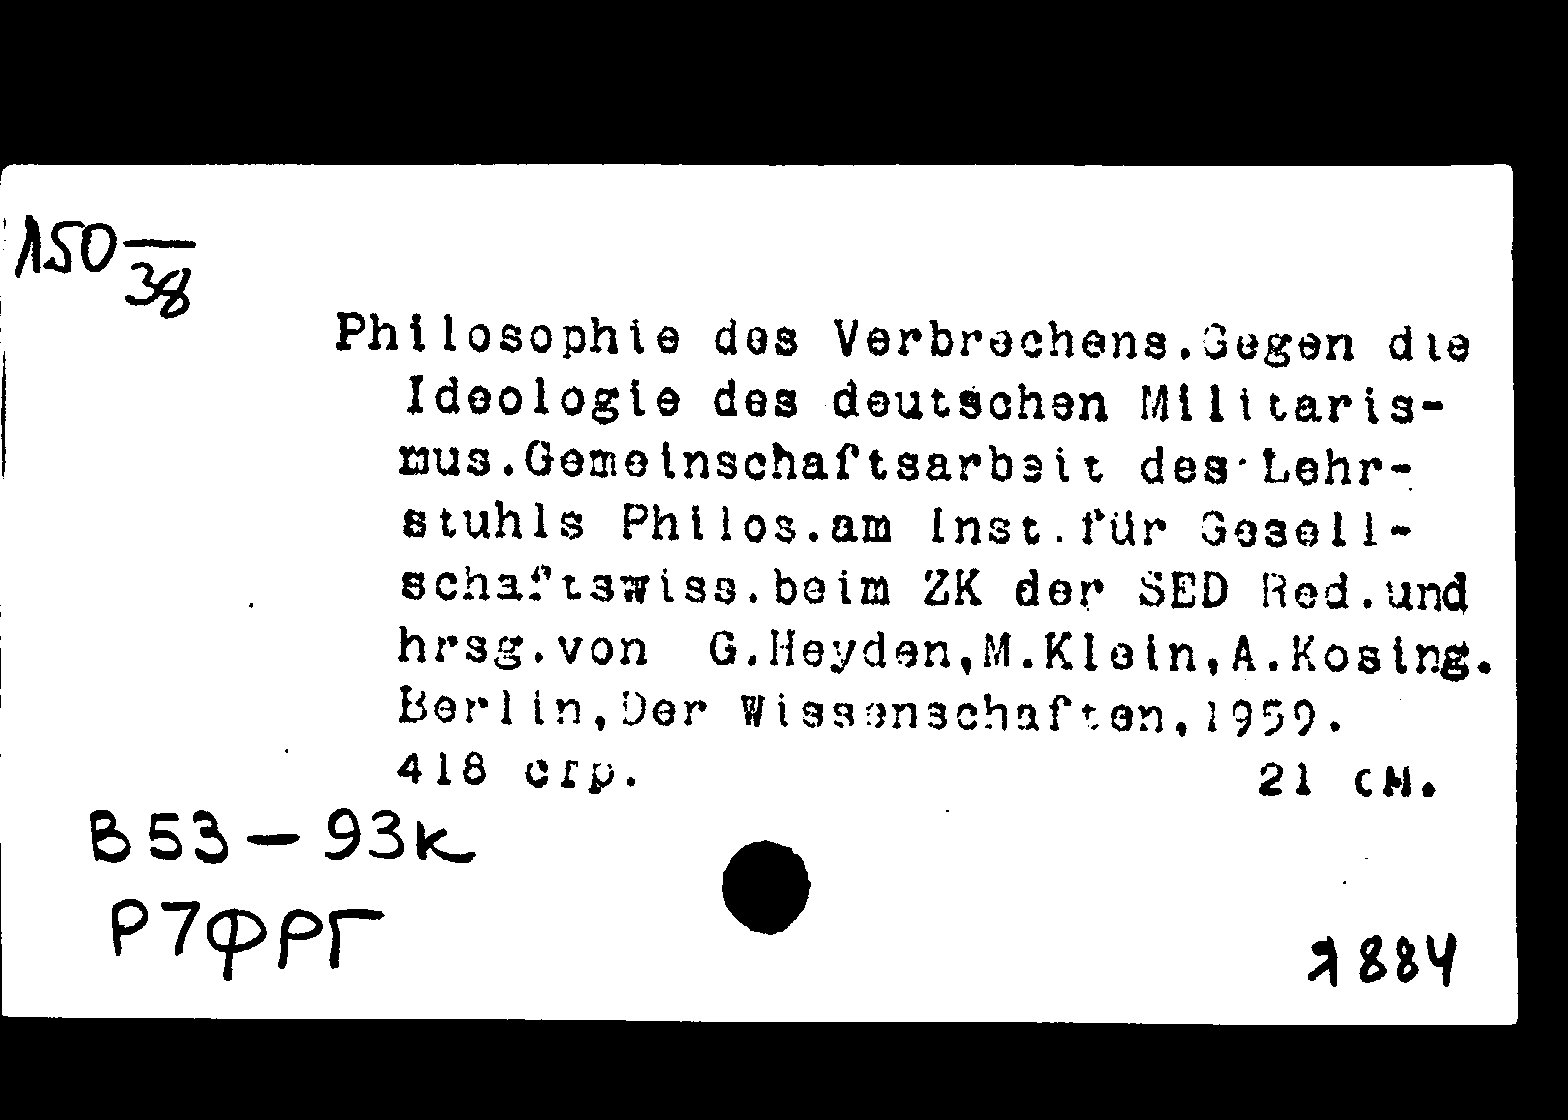 150 —
38
Philosophie des Verbrechens.Gegen die
Ideologie des deutschen Militaris-
mus.Gemeinschaftsarbeit des Lehr-
stuhls Philos.am Inst.für Gesell-
schaftswiss.beim ZK der SED Red.und
hrsg.von G.Heyden,M.Klein,A.Kosing.
Berlin,Der Wissenschaften,1959.
418 стр. 21 см.
В53—93к
Р7ФРГ
я884